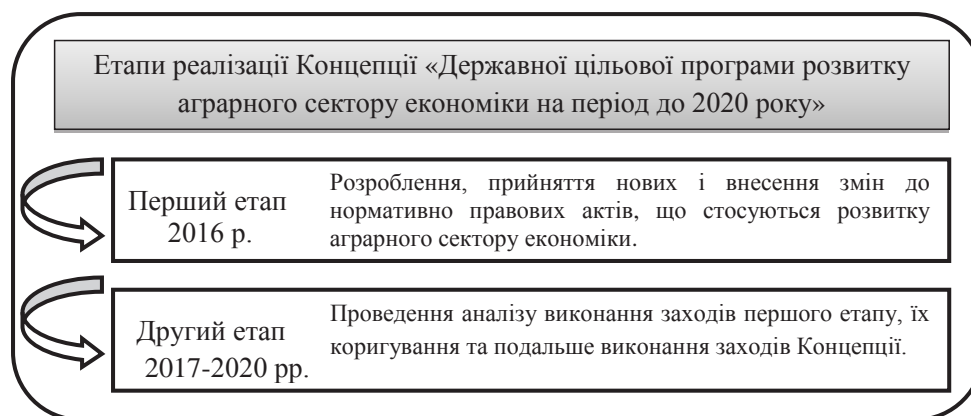 Етапи реалізації Концепції «Державної цільової програми розвитку
аграрного сектору економіки на період до 2020 року»
Перший етап
2016 р.
Розроблення, прийняття нових і внесення змін до
нормативно правових актів, що стосуються розвитку
аграрного сектору економіки.
Другий етап
2017-2020 рр.
Проведення аналізу виконання заходів першого етапу, їх
коригування та подальше виконання заходів Концепції.